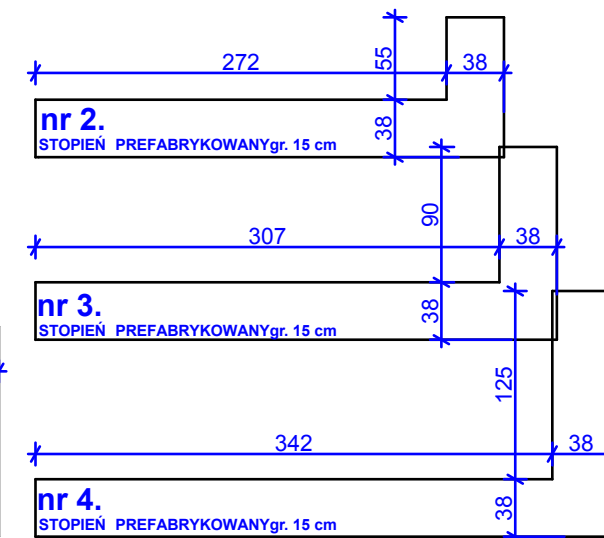 55
272
38
nr 2.
38
STOPIEŃ PREFABRYKOWANYgr. 15 cm
90
307
38
nr 3.
38
STOPIEŃ PREFABRYKOWANYgr. 15 cm
125
342
38
nr 4.
38
STOPIEŃ PREFABRYKOWANYgr. 15 cm